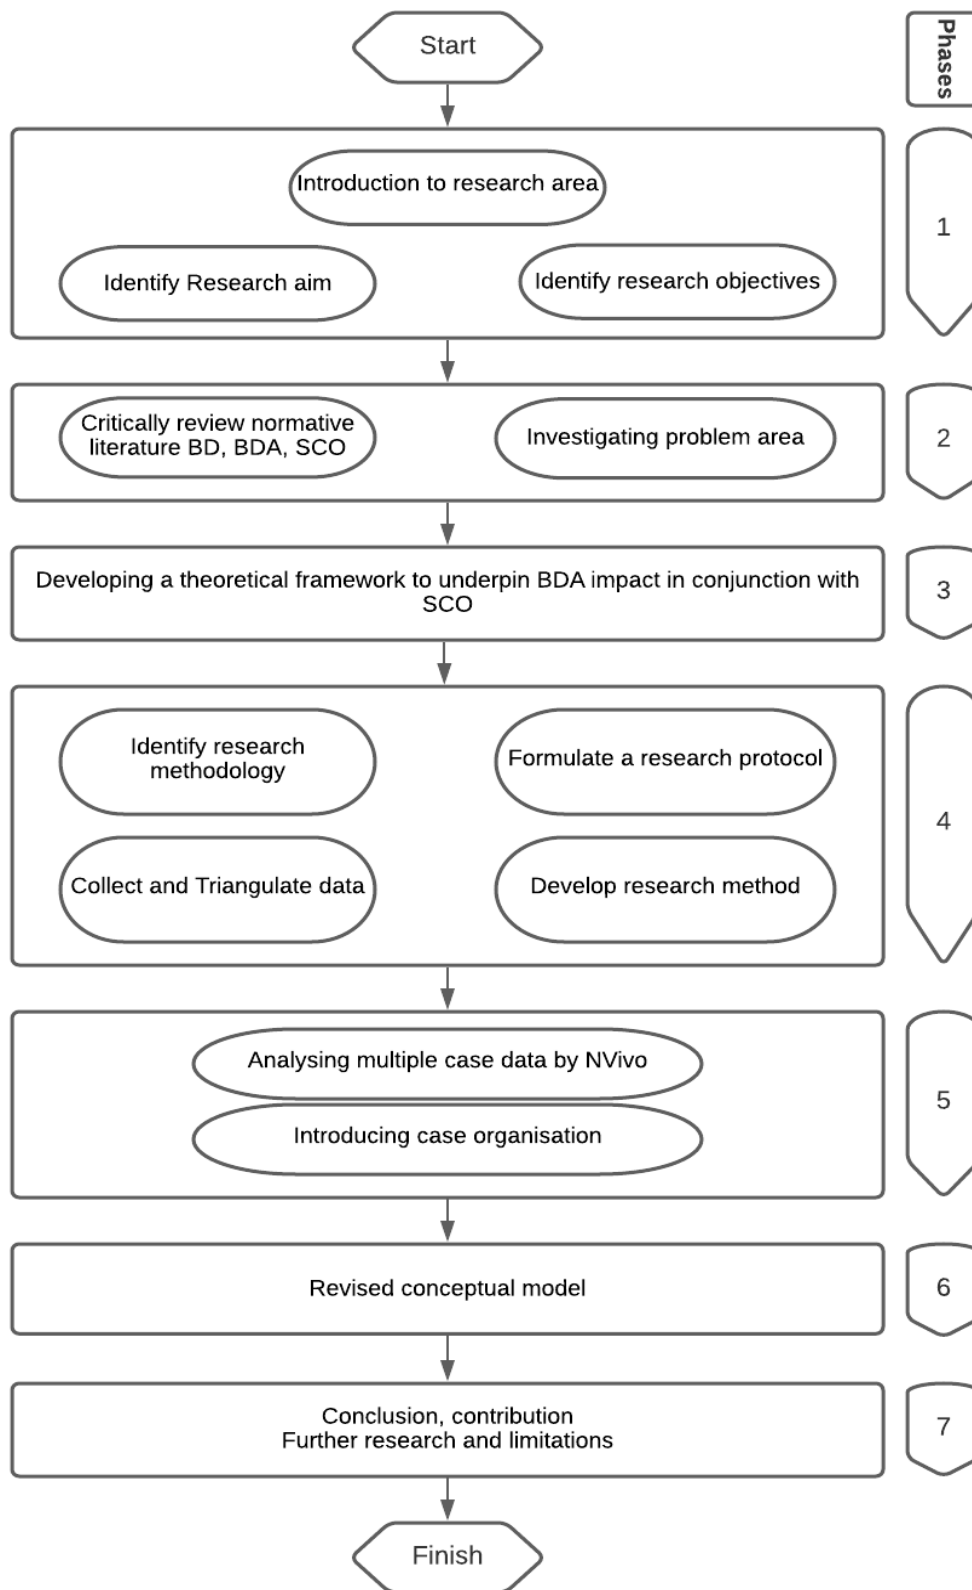 Start
Phases
Introduction to research area
Identify Research aim
Identify research objectives
1
Critically review normative
literature BD, BDA, SCO
Investigating problem area
2
Developing a theoretical framework to underpin BDA impact in conjunction with
SCO
3
Identify research
methodology
Formulate a research protocol
Collect and Triangulate data
Develop research method
4
Analysing multiple case data by NVivo
Introducing case organisation
5
Revised conceptual model
6
Conclusion, contribution
Further research and limitations
7
Finish